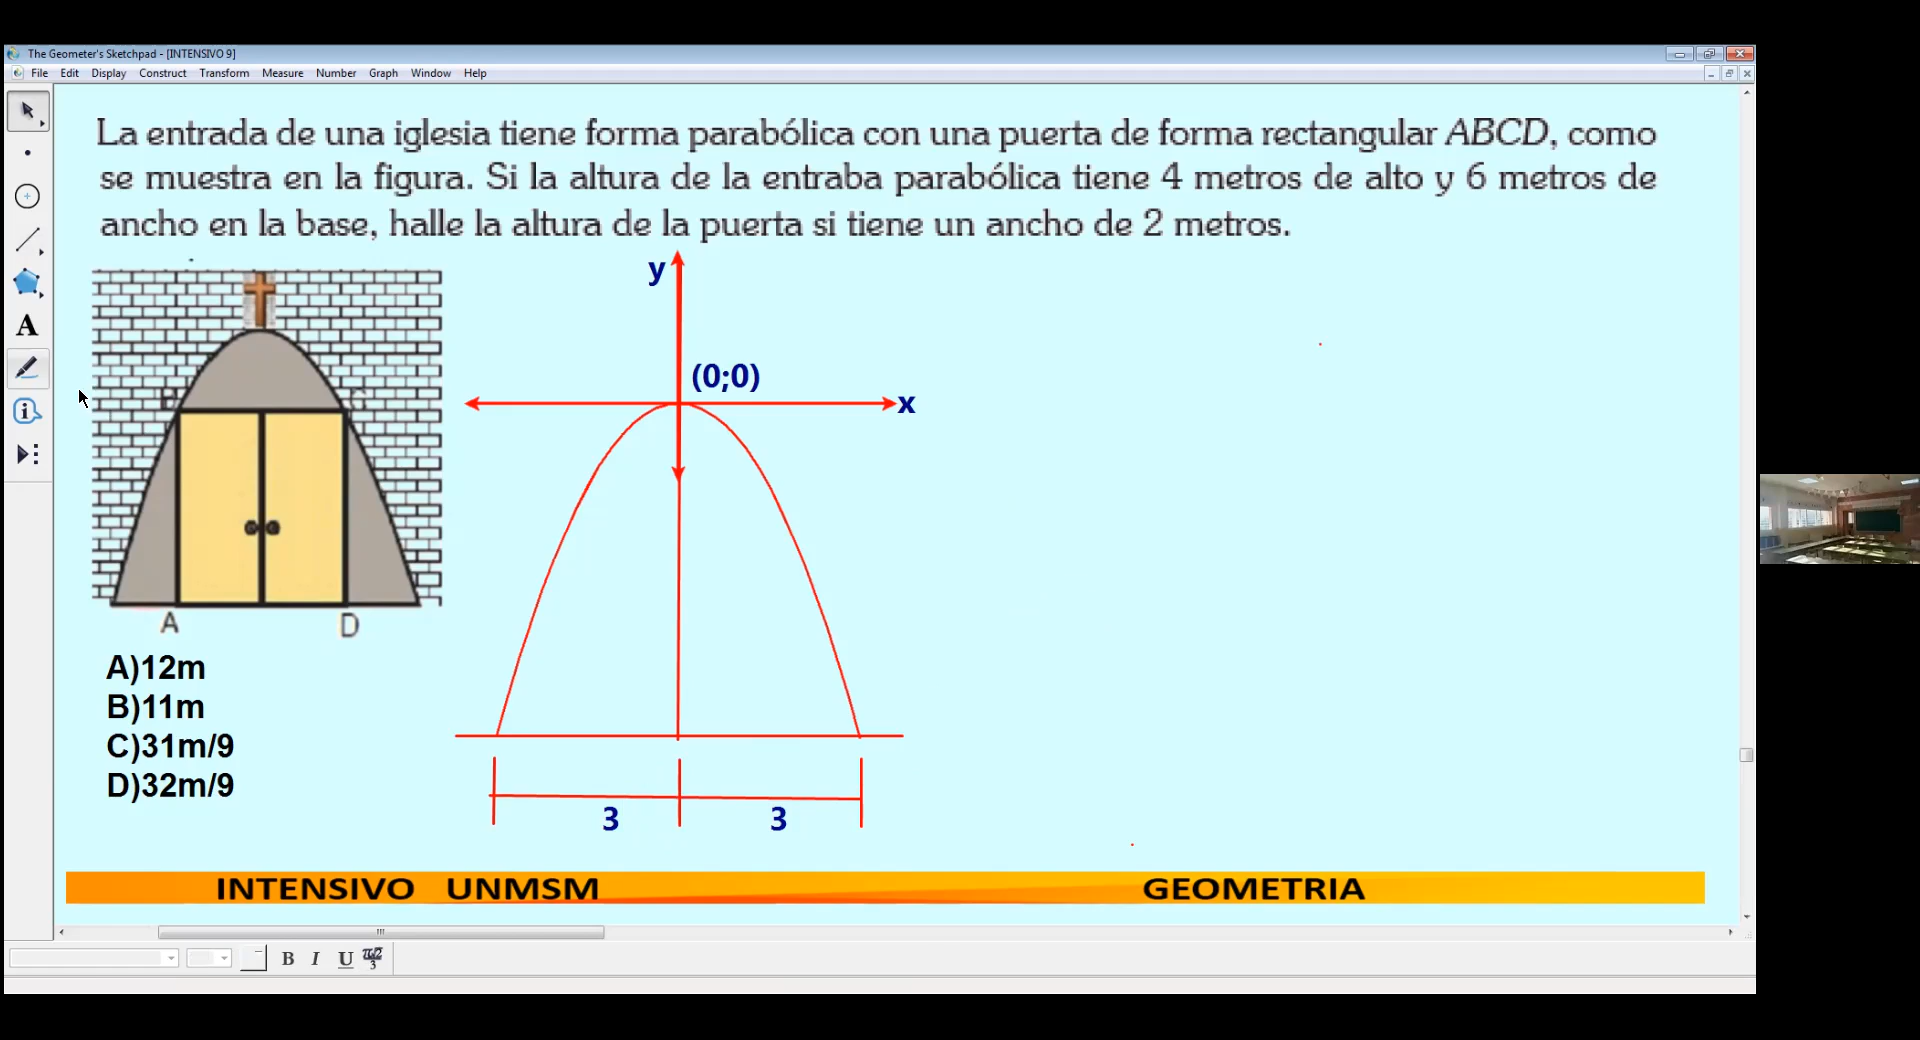 The Geometer's Sketchpad - [INTENSIVO 9]
File Edit Display Construct Transform Measure Number Graph Window Help
La entrada de una iglesia tiene forma parabólica con una puerta de forma rectangular ABCD, como
se muestra en la figura. Si la altura de la entraba parabólica tiene 4 metros de alto y 6 metros de
ancho en la base, halle la altura de la puerta si tiene un ancho de 2 metros.
y
(0;0)
x
B C
A D
3 3
A)12m
B)11m
C)31m/9
D)32m/9
INTENSIVO UNMSM GEOMETRIA
A
B I U π√2/3